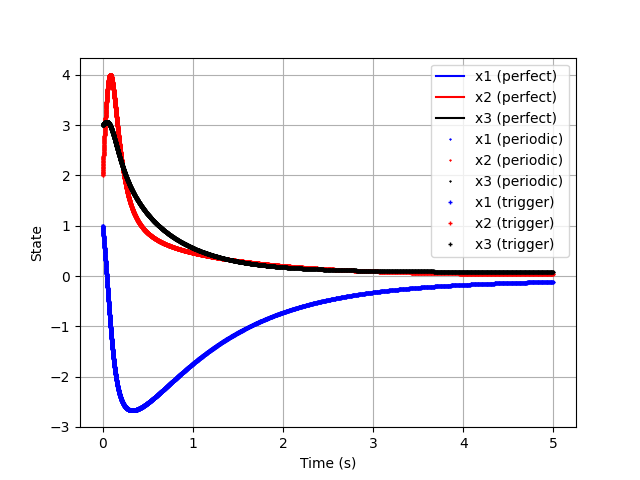 4
3
2
1
0
−1
−2
−3
State
x1 (perfect)
x2 (perfect)
x3 (perfect)
x1 (periodic)
x2 (periodic)
x3 (periodic)
x1 (trigger)
x2 (trigger)
x3 (trigger)
0 1 2 3 4 5
Time (s)